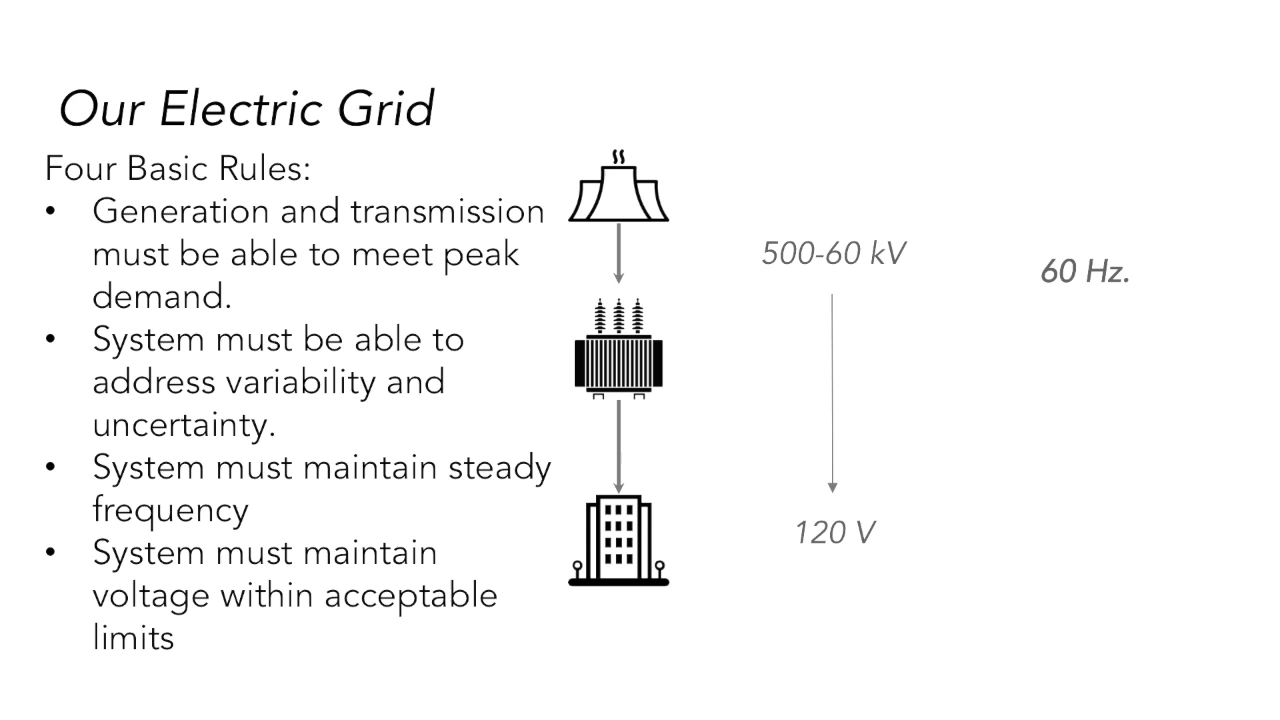 Our Electric Grid
Four Basic Rules:
• Generation and transmission
must be able to meet peak
demand.
• System must be able to
address variability and
uncertainty.
• System must maintain steady
frequency
• System must maintain
voltage within acceptable
limits
500-60 kV
120 V
60 Hz.